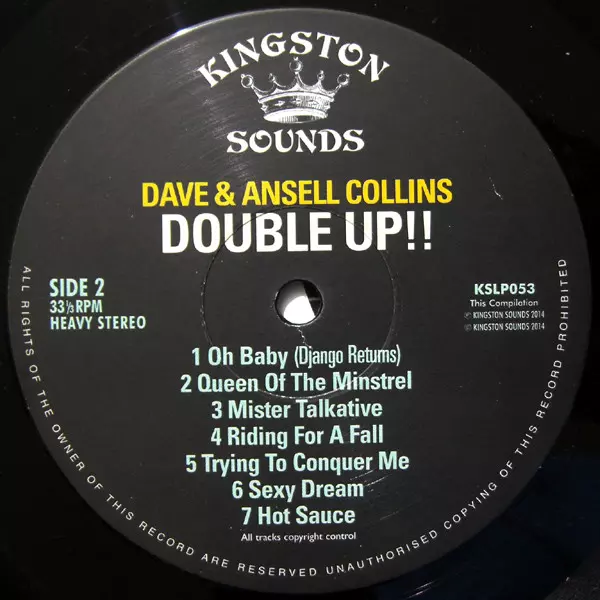 KINGSTON
SOUNDS
DAVE & ANSELL COLLINS
DOUBLE UP!!
SIDE 2
33⅓ RPM
HEAVY STEREO
KSLP053
This Compilation
℗ KINGSTON SOUNDS 2014
© KINGSTON SOUNDS 2014
1 Oh Baby (Django Returns)
2 Queen Of The Minstrel
3 Mister Talkative
4 Riding For A Fall
5 Trying To Conquer Me
6 Sexy Dream
7 Hot Sauce
All tracks copyright control
ALL RIGHTS OF THE OWNER OF THIS RECORD ARE RESERVED UNAUTHORISED COPYING OF THIS RECORD PROHIBITED